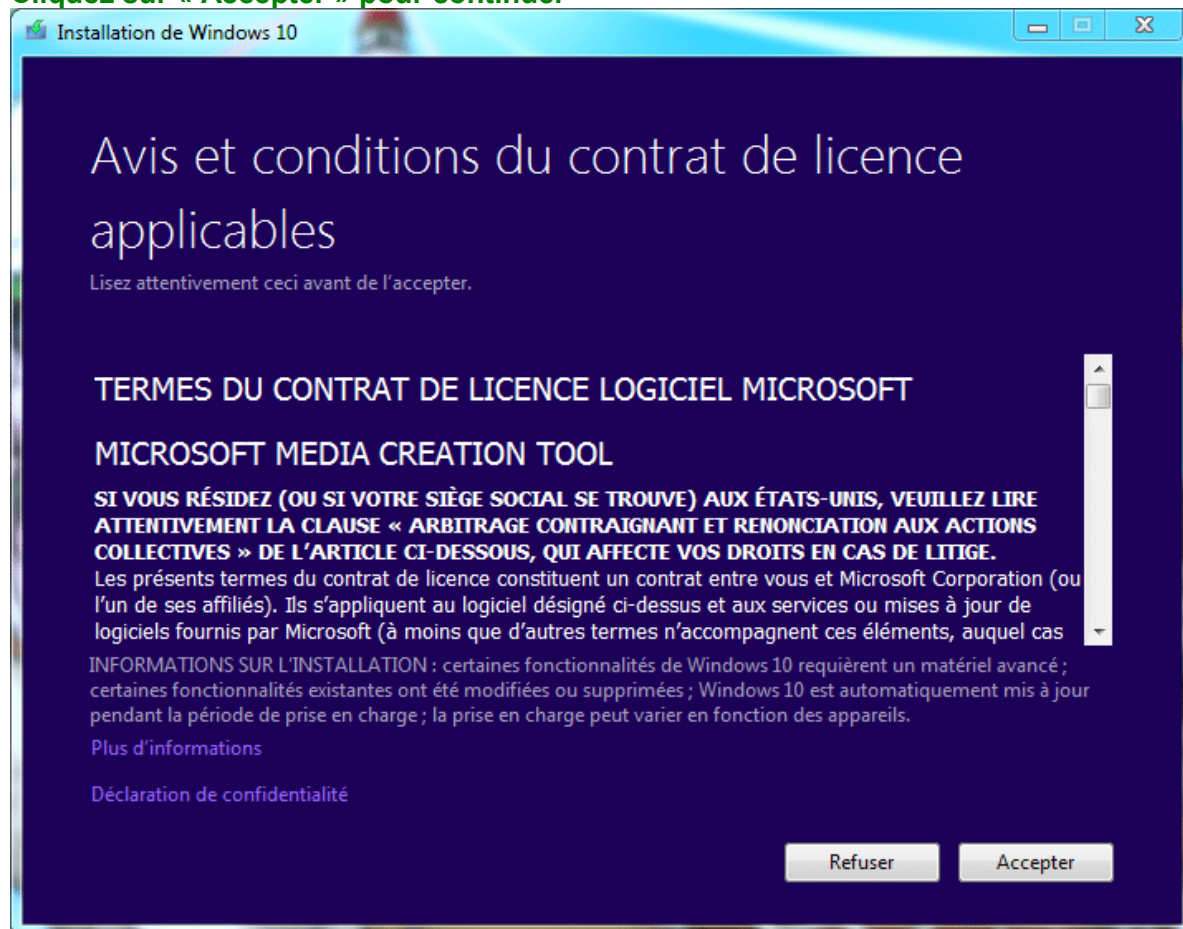 Cliquez sur « Accepter » pour continuer
Installation de Windows 10
Avis et conditions du contrat de licence
applicables
Lisez attentivement ceci avant de l'accepter.
TERMES DU CONTRAT DE LICENCE LOGICIEL MICROSOFT
MICROSOFT MEDIA CREATION TOOL
SI VOUS RÉSIDEZ (OU SI VOTRE SIÈGE SOCIAL SE TROUVE) AUX ÉTATS-UNIS, VEUILLEZ LIRE
ATTENTIVEMENT LA CLAUSE « ARBITRAGE CONTRAIGNANT ET RENONCIATION AUX ACTIONS
COLLECTIVES » DE L'ARTICLE CI-DESSOUS, QUI AFFECTE VOS DROITS EN CAS DE LITIGE.
Les présents termes du contrat de licence constituent un contrat entre vous et Microsoft Corporation (ou
l'un de ses affiliés). Ils s'appliquent au logiciel désigné ci-dessus et aux services ou mises à jour de
logiciels fournis par Microsoft (à moins que d'autres termes n'accompagnent ces éléments, auquel cas
INFORMATIONS SUR L'INSTALLATION : certaines fonctionnalités de Windows 10 requièrent un matériel avancé ;
certaines fonctionnalités existantes ont été modifiées ou supprimées ; Windows 10 est automatiquement mis à jour
pendant la période de prise en charge ; la prise en charge peut varier en fonction des appareils.
Plus d'informations
Déclaration de confidentialité
Refuser
Accepter